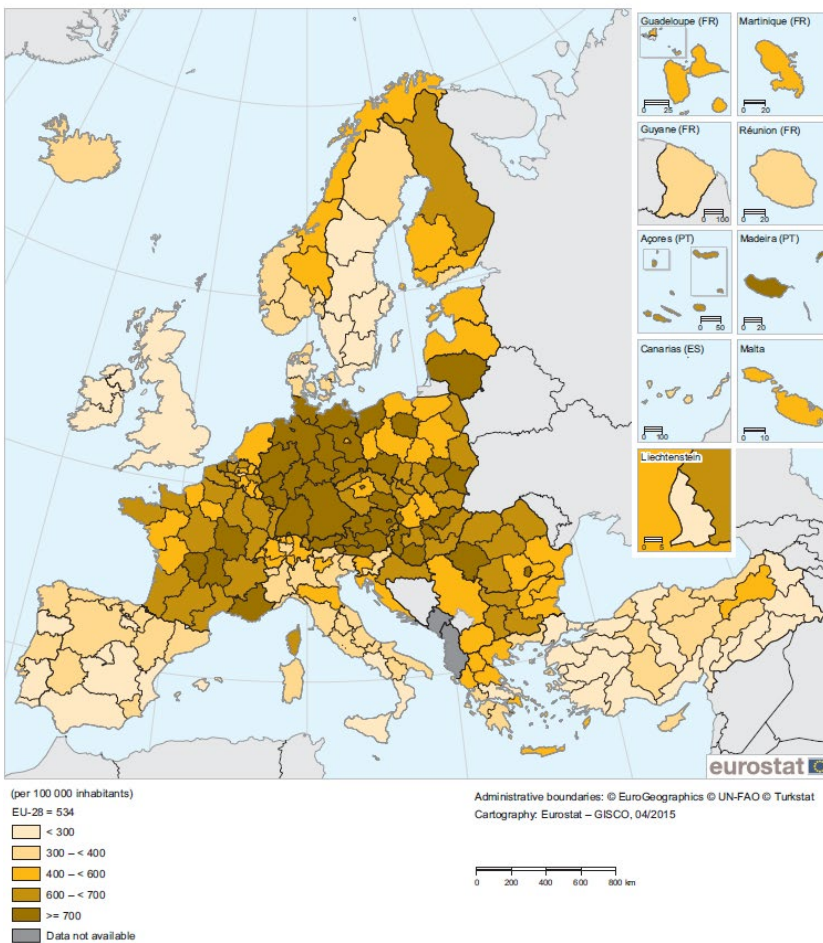 Guadeloupe (FR)
Martinique (FR)
0 25
0 20
Guyane (FR)
Réunion (FR)
0 100
0 20
Açores (PT)
Madeira (PT)
0 50
0 20
Canarias (ES)
Malta
0 100
0 10
Liechtenstein
0 5
eurostat
(per 100 000 inhabitants)
EU-28 = 534
< 300
300 – < 400
400 – < 600
600 – < 700
>= 700
Data not available
Administrative boundaries: © EuroGeographics © UN-FAO © Turkstat
Cartography: Eurostat – GISCO, 04/2015
0 200 400 600 800 km